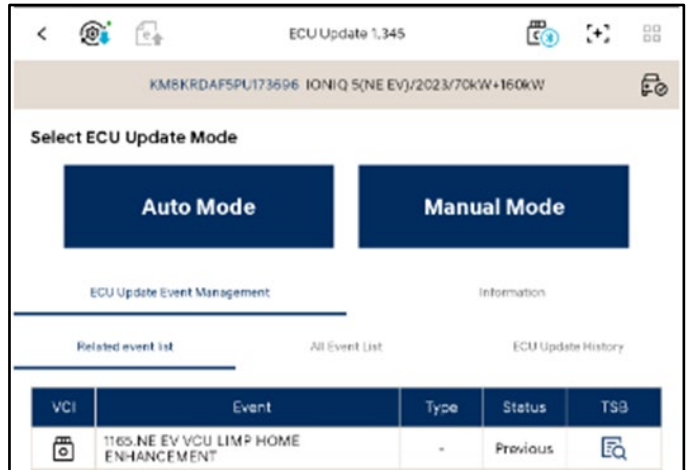 ECU Update 1.345
KM8KRDAF5PU173696 IONIQ 5(NE EV)/2023/70kW+160kW
Select ECU Update Mode
Auto Mode Manual Mode
ECU Update Event Management Information
Related event list All Event List ECU Update History
VCI Event Type Status TSB
1165.NE EV VCU LIMP HOME
ENHANCEMENT - Previous